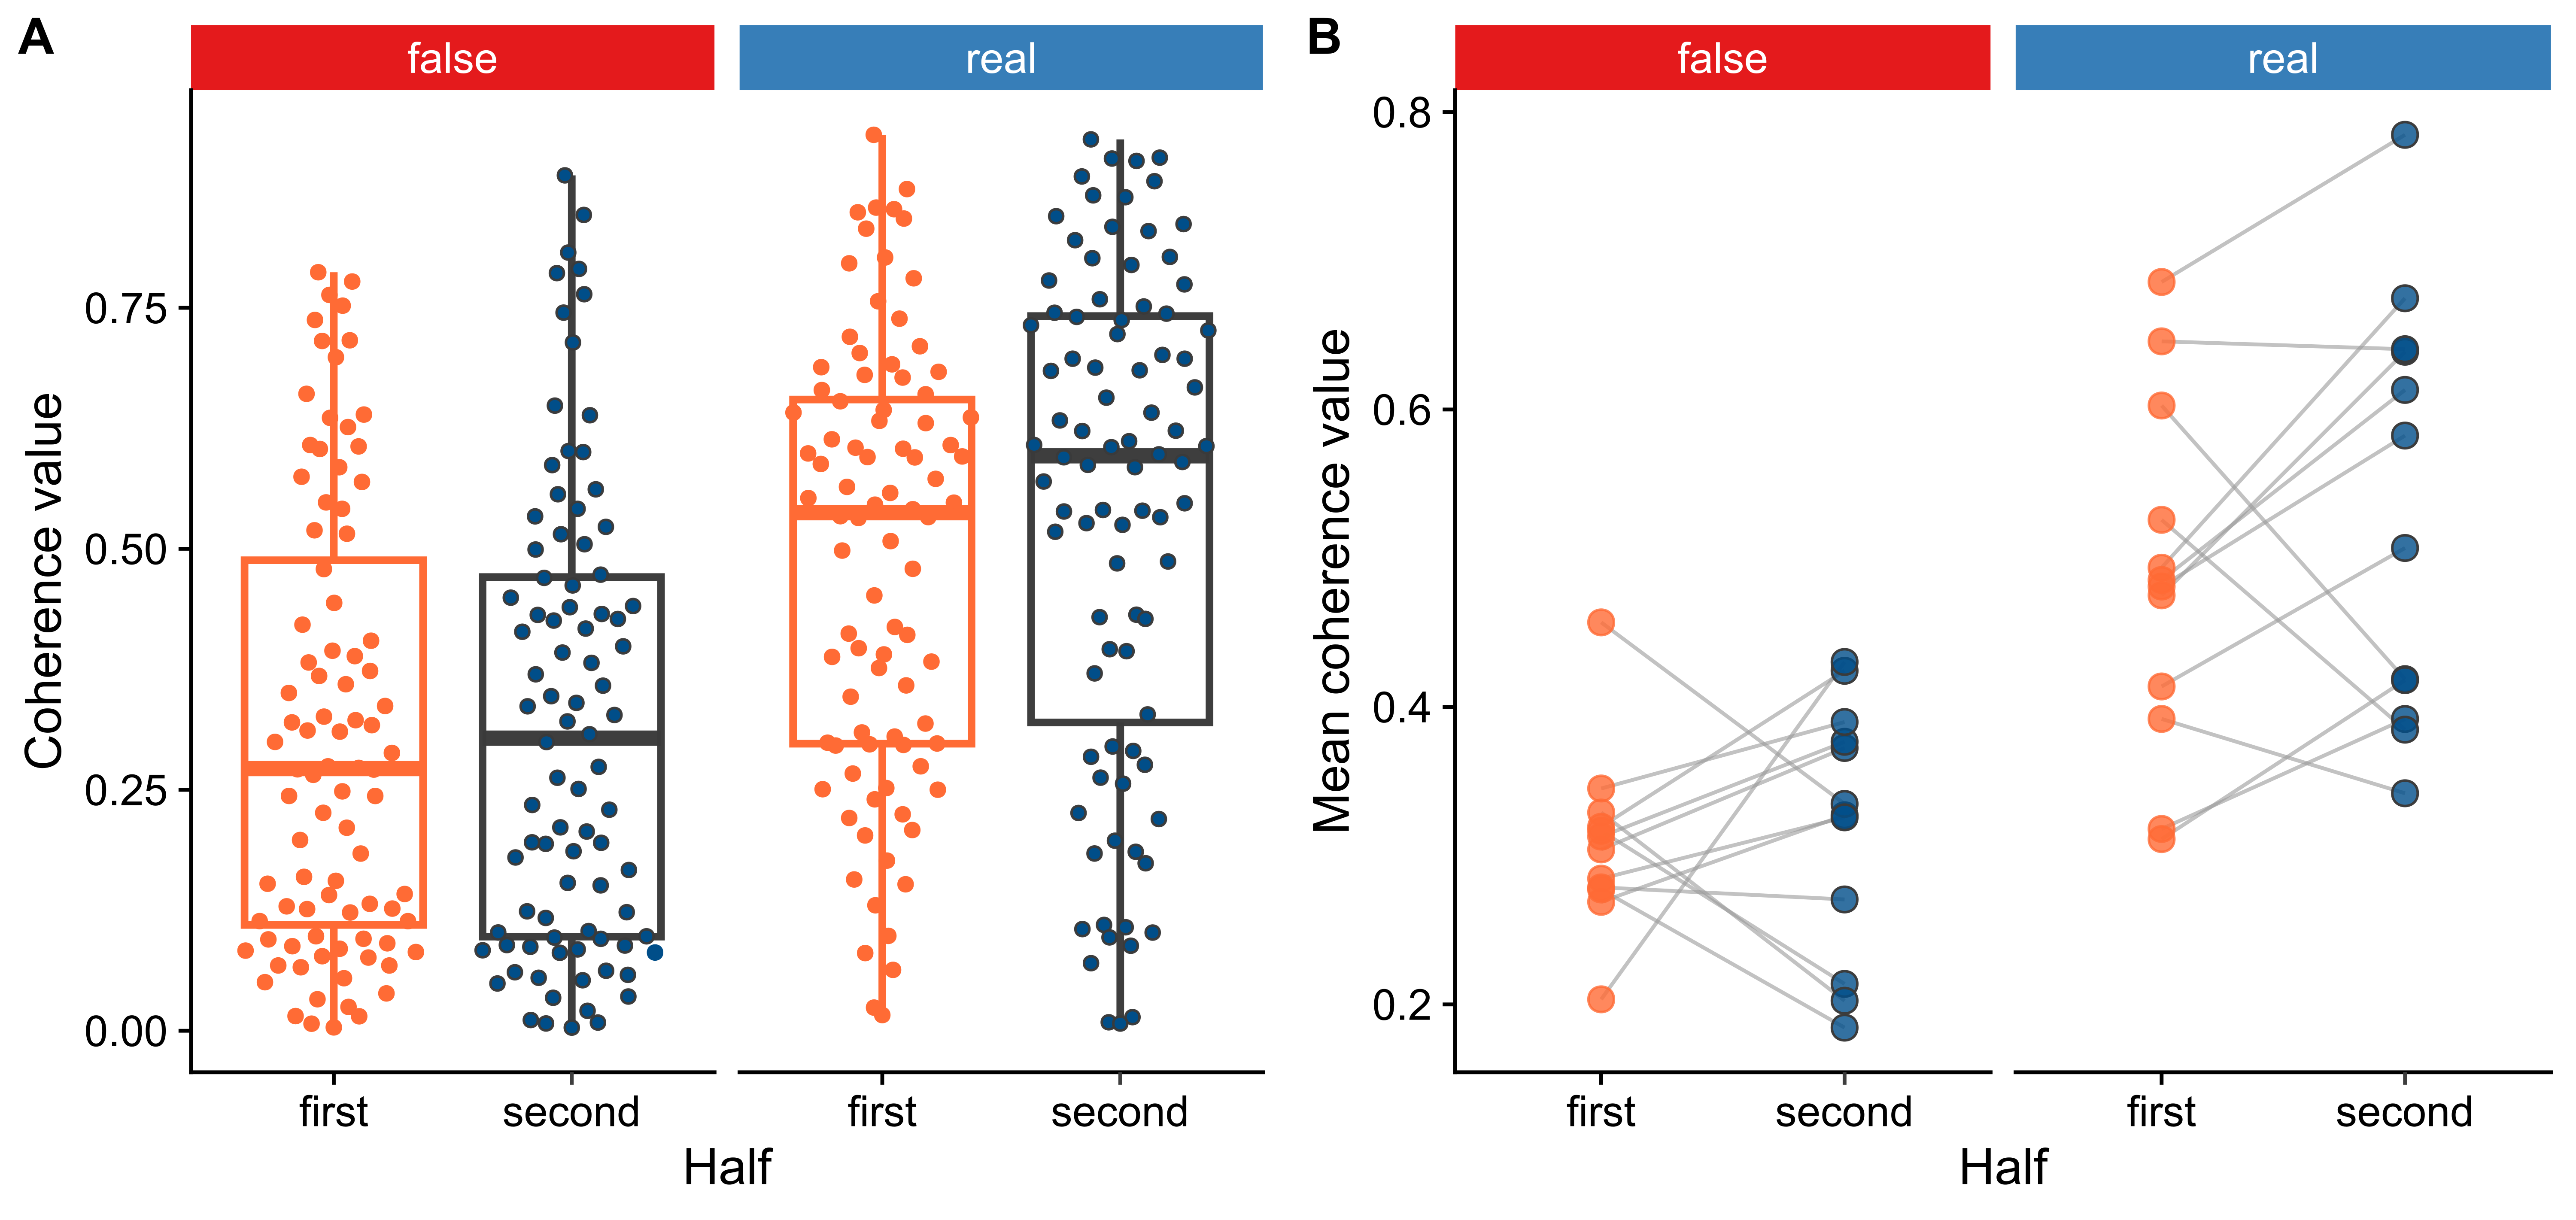 A
false
real
Coherence value
0.75
0.50
0.25
0.00
first
second
first
second
Half
B
false
real
Mean coherence value
0.8
0.6
0.4
0.2
first
second
first
second
Half